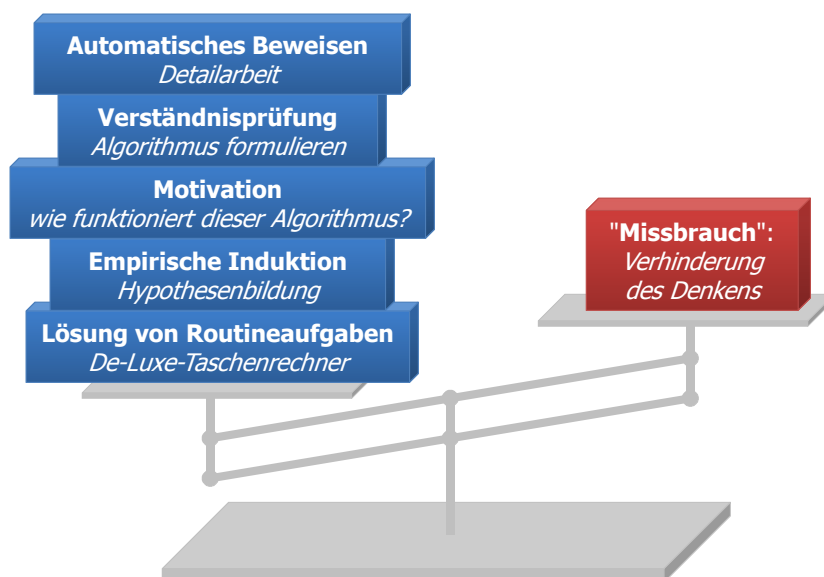 Automatisches Beweisen
Detailarbeit
Verständnisprüfung
Algorithmus formulieren
Motivation
wie funktioniert dieser Algorithmus?
Empirische Induktion
Hypothesenbildung
Lösung von Routineaufgaben
De-Luxe-Taschenrechner
"Missbrauch":
Verhinderung
des Denkens